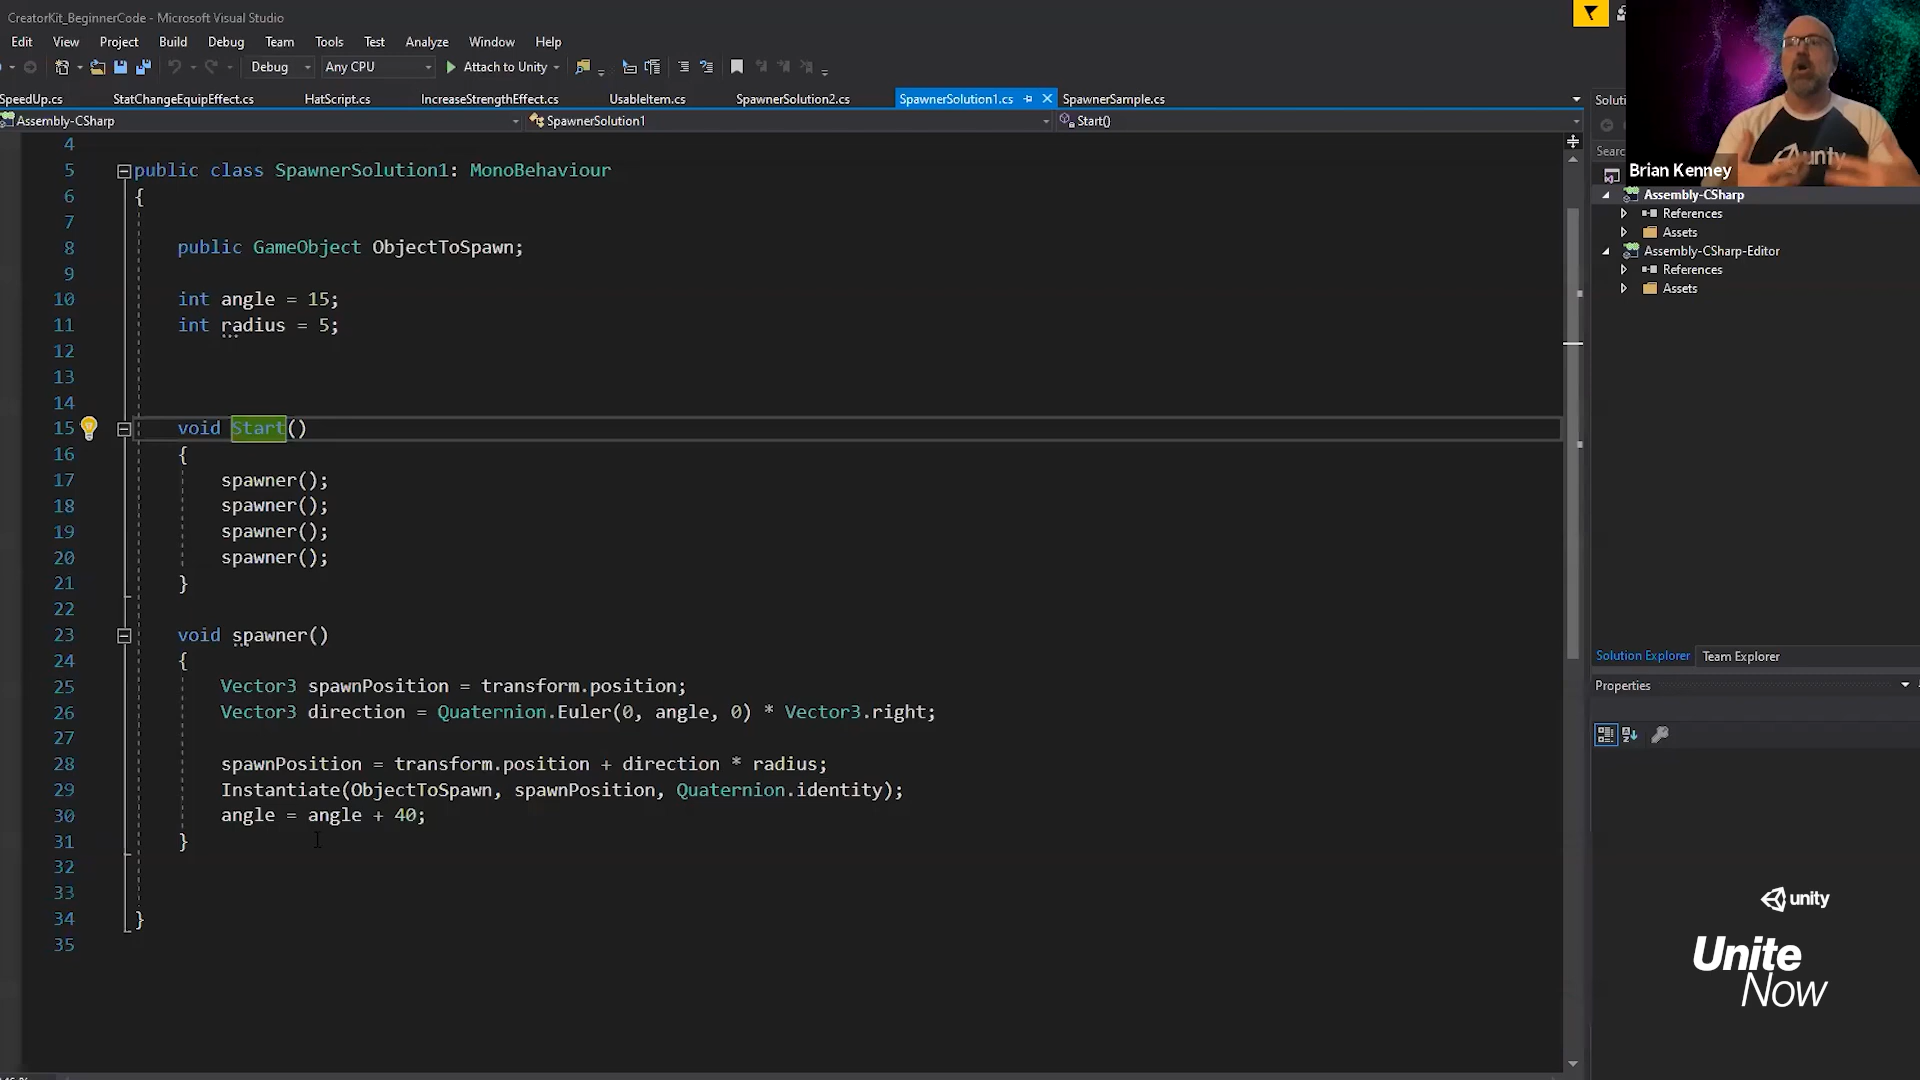 CreatorKit_BeginnerCode - Microsoft Visual Studio
Edit View Project Build Debug Team Tools Test Analyze Window Help
Debug Any CPU Attach to Unity
SpeedUp.cs StatChangeEquipEffect.cs HatScript.cs IncreaseStrengthEffect.cs UsableItem.cs SpawnerSolution2.cs SpawnerSolution1.cs SpawnerSample.cs
Assembly-CSharp SpawnerSolution1 Start()
4
5 public class SpawnerSolution1: MonoBehaviour
6 {
7
8 public GameObject ObjectToSpawn;
9
10 int angle = 15;
11 int radius = 5;
12
13
14
15 void Start()
16 {
17 spawner();
18 spawner();
19 spawner();
20 spawner();
21 }
22
23 void spawner()
24 {
25 Vector3 spawnPosition = transform.position;
26 Vector3 direction = Quaternion.Euler(0, angle, 0) * Vector3.right;
27
28 spawnPosition = transform.position + direction * radius;
29 Instantiate(ObjectToSpawn, spawnPosition, Quaternion.identity);
30 angle = angle + 40;
31 }
32
33
34 }
35
unity
Brian Kenney
Assembly-CSharp
References
Assets
Assembly-CSharp-Editor
References
Assets
Solution Explorer Team Explorer
Properties
unity
Unite
Now